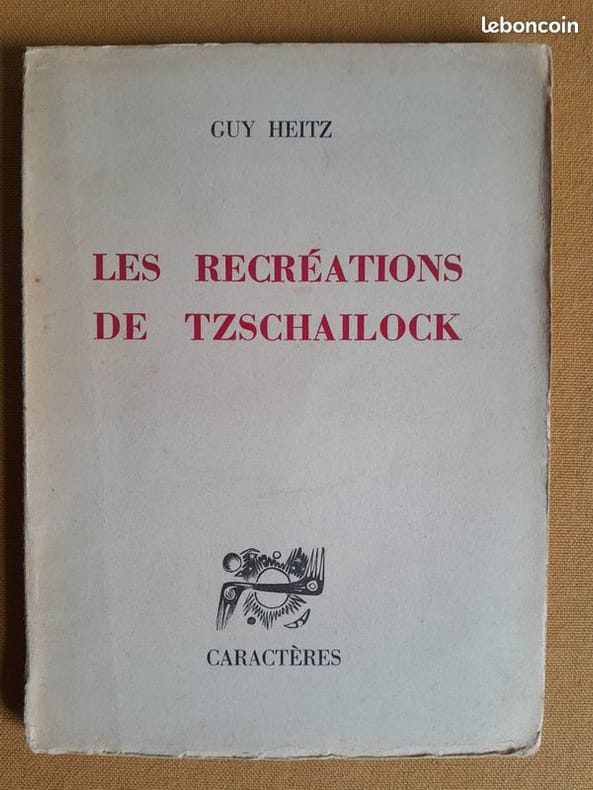 leboncoin
GUY HEITZ
LES RECRÉATIONS
DE TZSCHAILOCK
CARACTÈRES